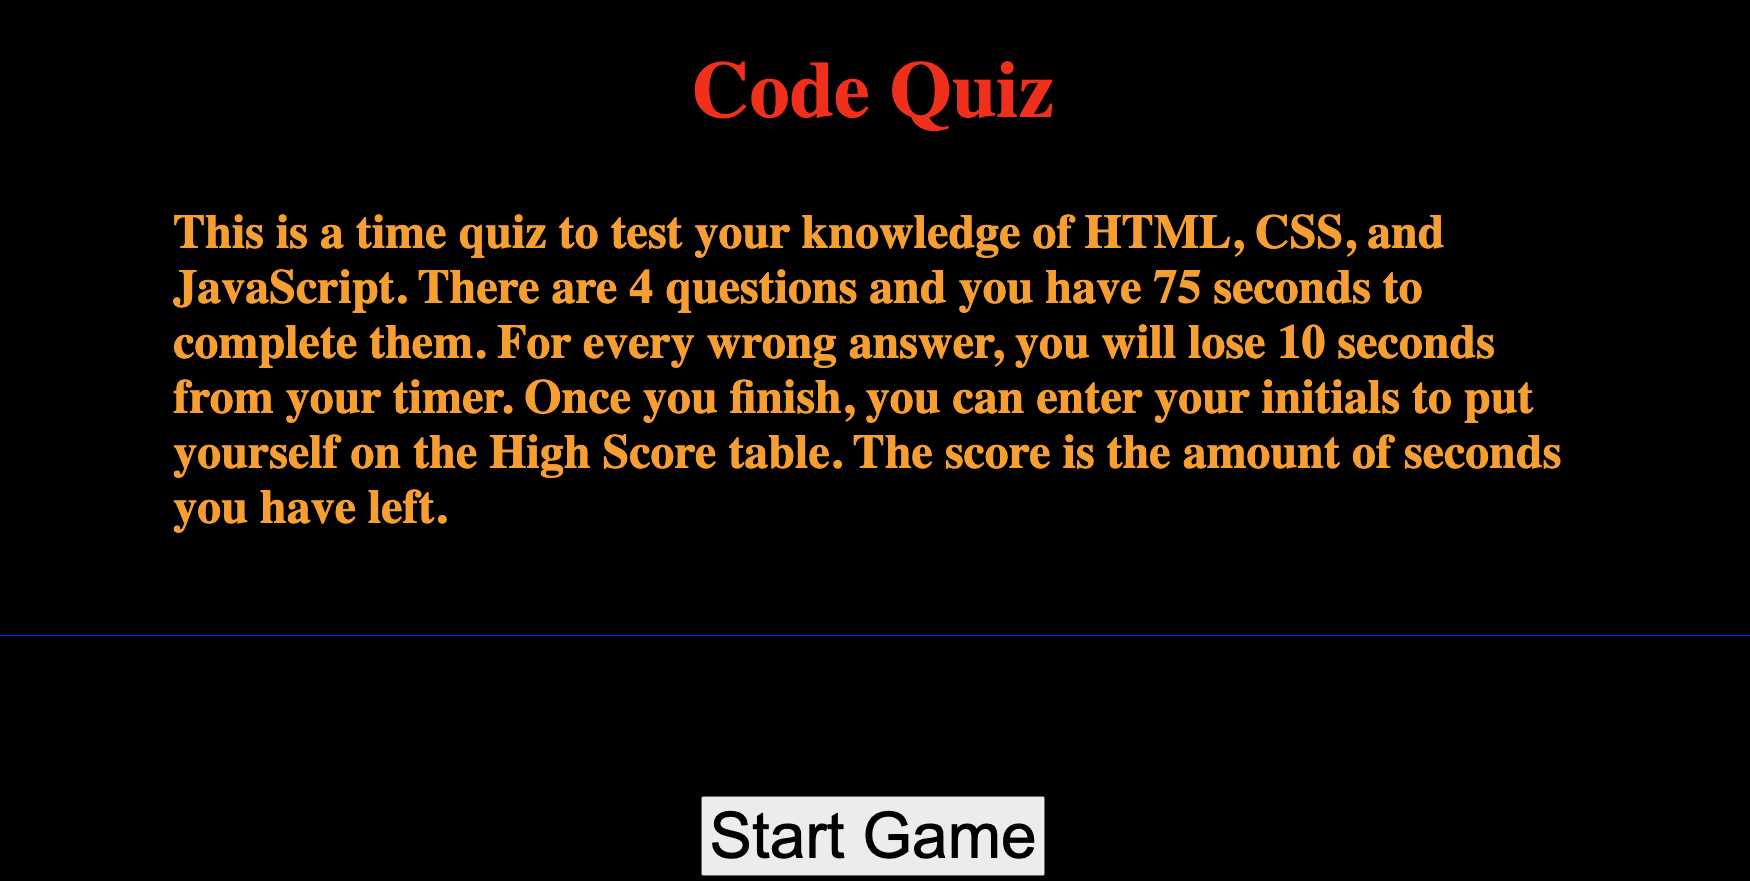 Code Quiz
This is a time quiz to test your knowledge of HTML, CSS, and
JavaScript. There are 4 questions and you have 75 seconds to
complete them. For every wrong answer, you will lose 10 seconds
from your timer. Once you finish, you can enter your initials to put
yourself on the High Score table. The score is the amount of seconds
you have left.
Start Game